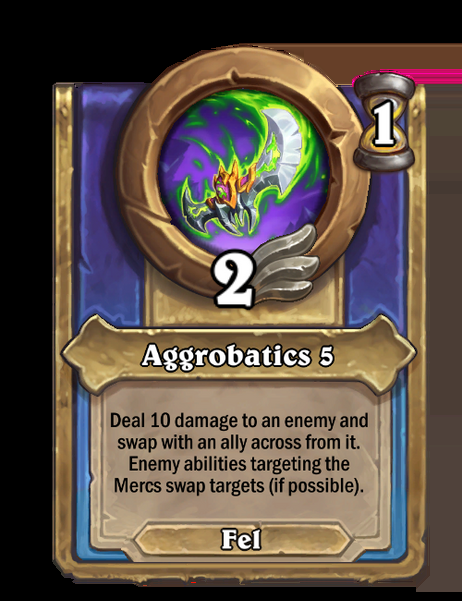 1
2
Aggrobatics 5
Deal 10 damage to an enemy and
swap with an ally across from it.
Enemy abilities targeting the
Mercs swap targets (if possible).
Fel